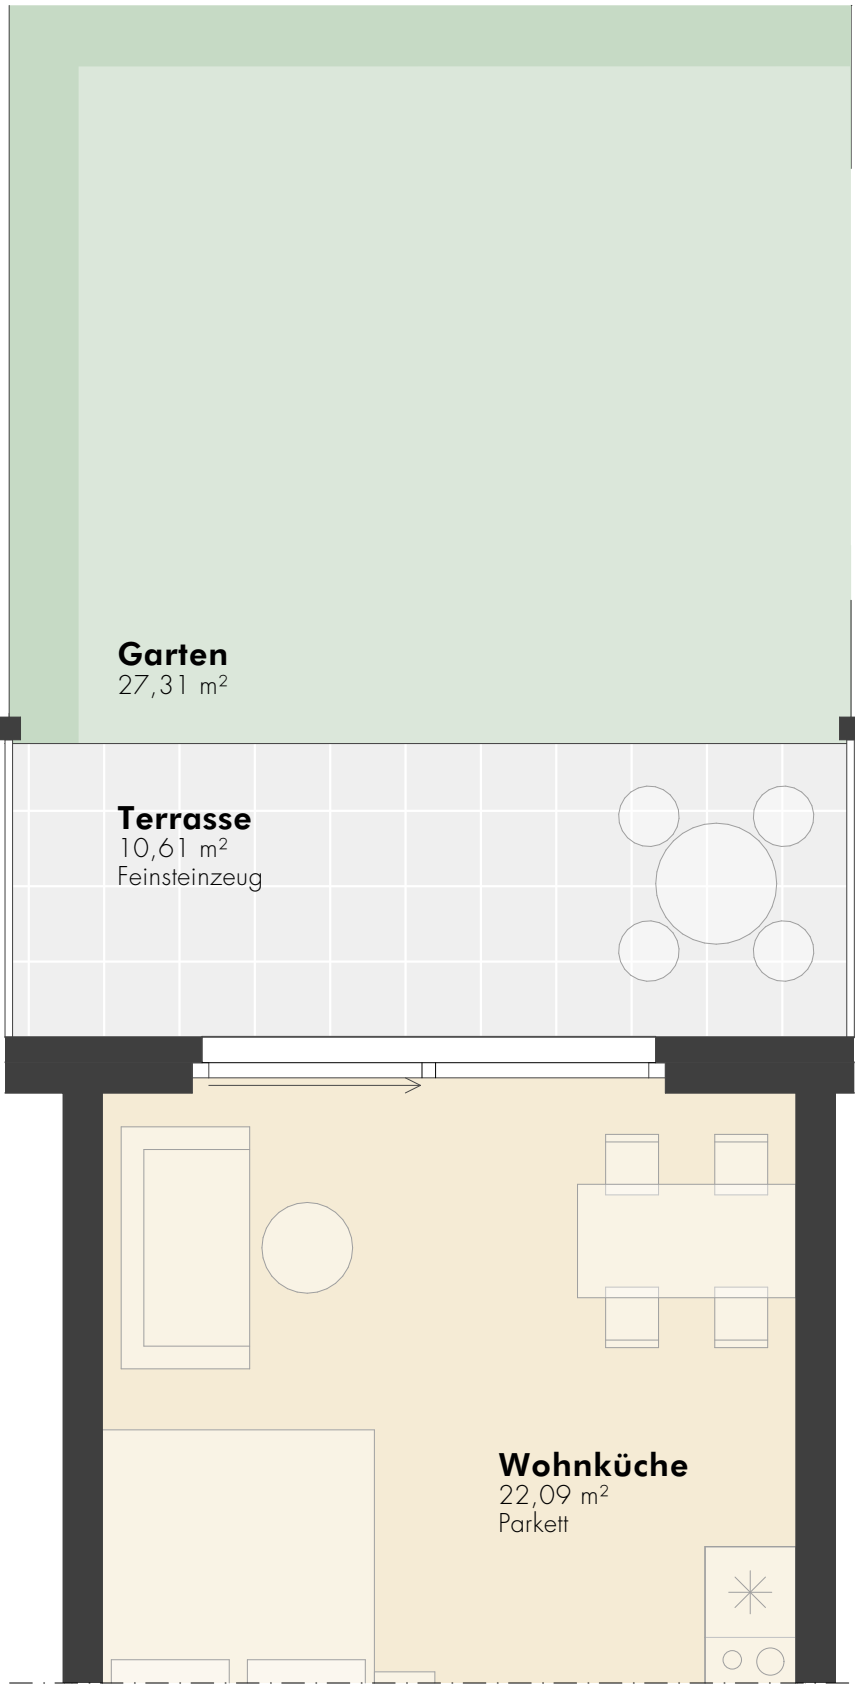 Garten
27,31 m²
Terrasse
10,61 m²
Feinsteinzeug
Wohnküche
22,09 m²
Parkett